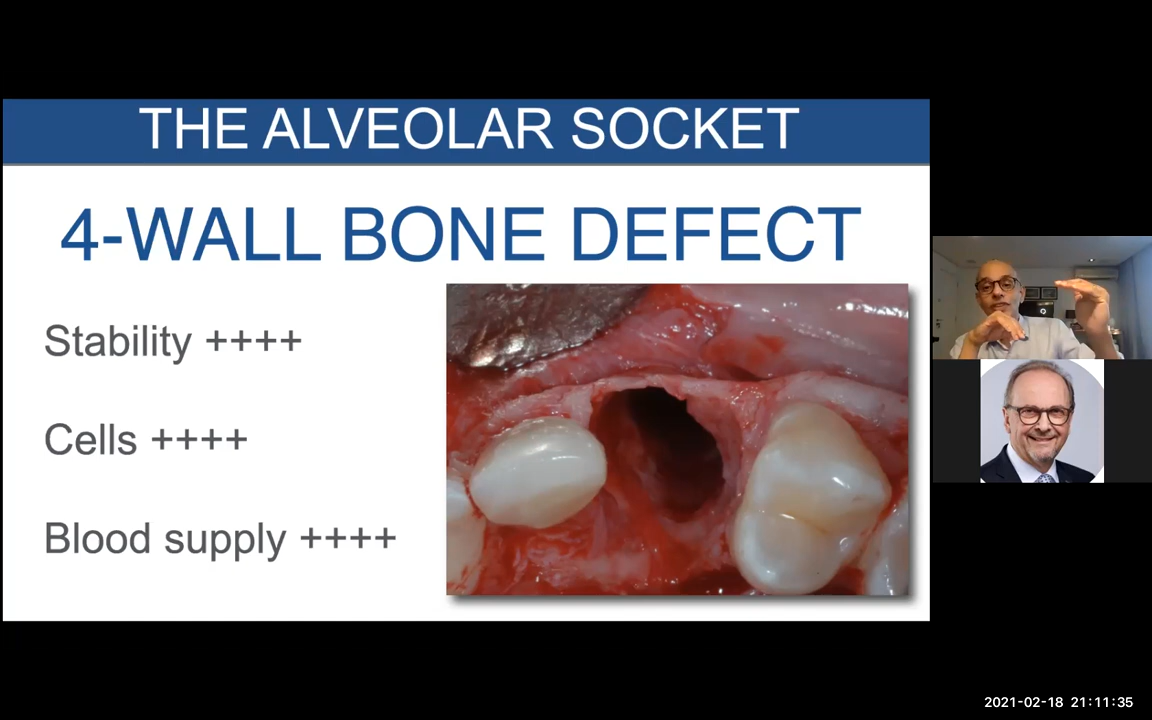 THE ALVEOLAR SOCKET
4-WALL BONE DEFECT
Stability ++++
Cells ++++
Blood supply ++++
2021-02-18 21:11:35